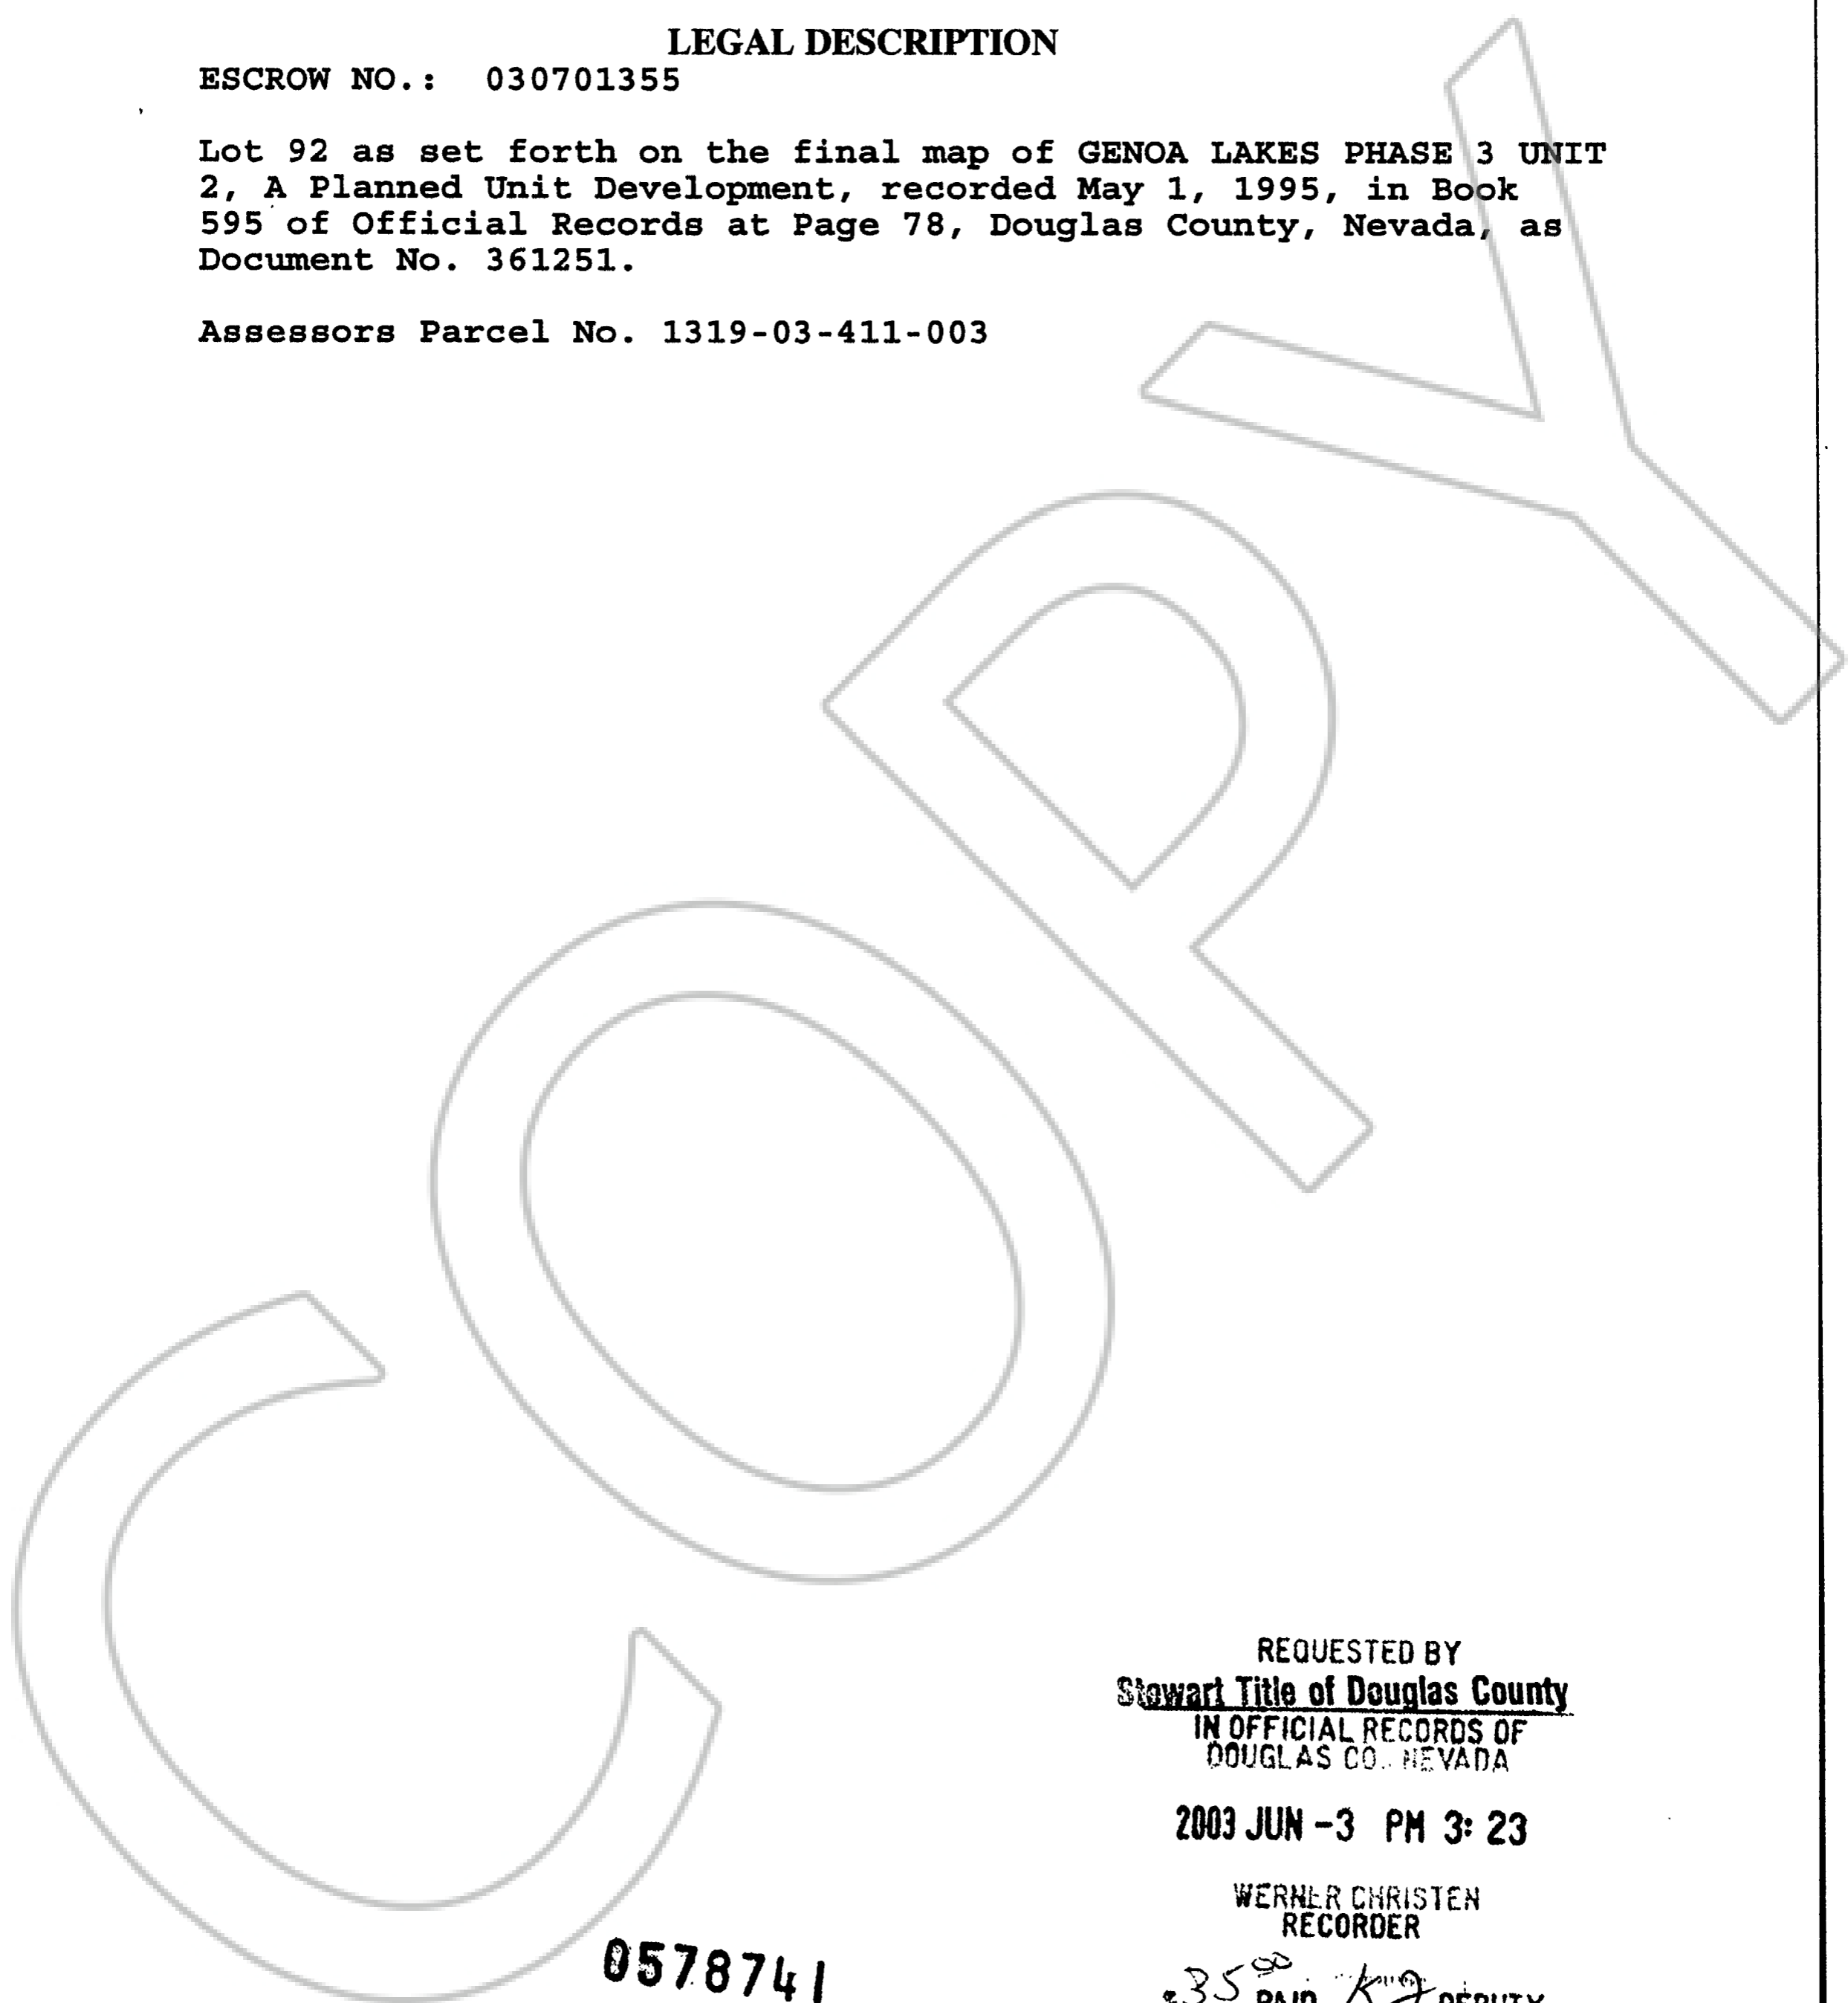 LEGAL DESCRIPTION
ESCROW NO.: 030701355
Lot 92 as set forth on the final map of GENOA LAKES PHASE 3 UNIT
2, A Planned Unit Development, recorded May 1, 1995, in Book
595 of Official Records at Page 78, Douglas County, Nevada, as
Document No. 361251.
Assessors Parcel No. 1319-03-411-003
COPY
REQUESTED BY
Stewart Title of Douglas County
IN OFFICIAL RECORDS OF
DOUGLAS CO., NEVADA
2003 JUN -3 PM 3: 23
WERNER CHRISTEN
RECORDER
0578741
$35⁰⁰ PAID KJ DEPUTY